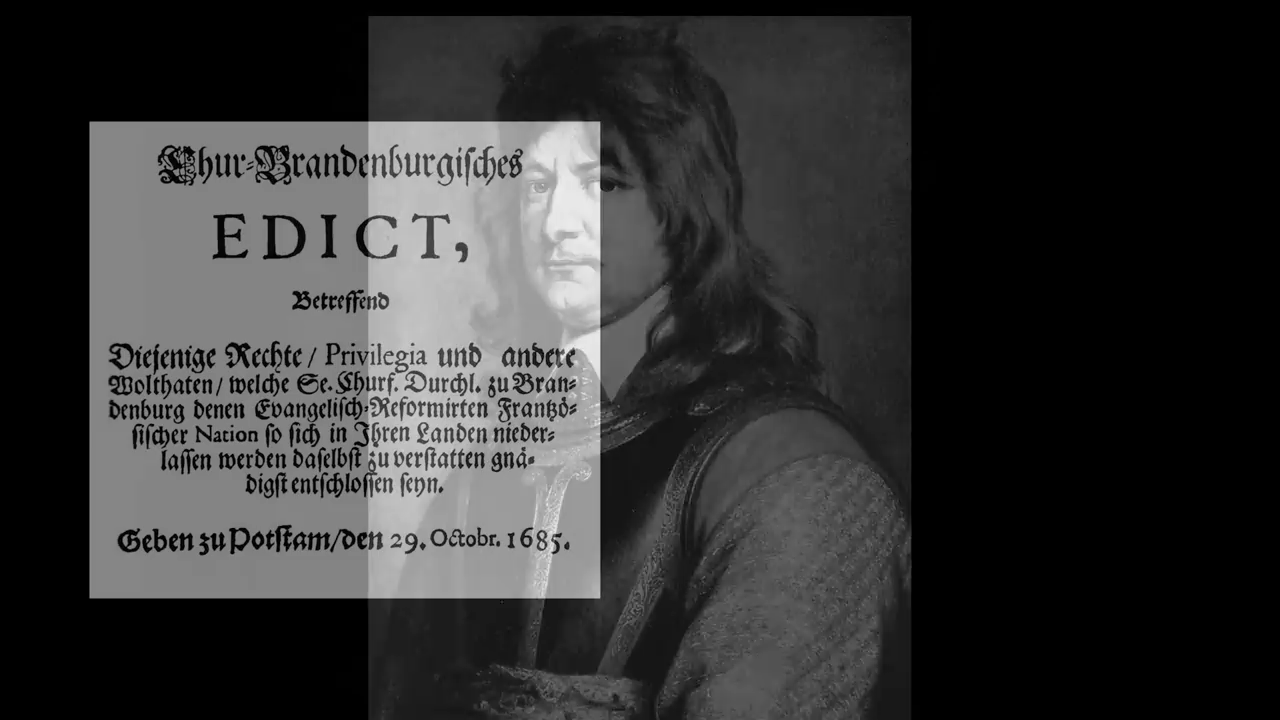 Chur-Brandenburgisches
EDICT,
Betreffend
Diejenige Rechte / Privilegia und andere
Wolthaten / welche Se. Churf. Durchl. zu Bran-
denburg denen Evangelisch-Reformirten Frantzö-
sischer Nation so sich in Ihren Landen nieder-
lassen werden daselbst zu verstatten gnä-
digst entschlossen seyn.
Geben zu Potstam / den 29. Octobr. 1685.